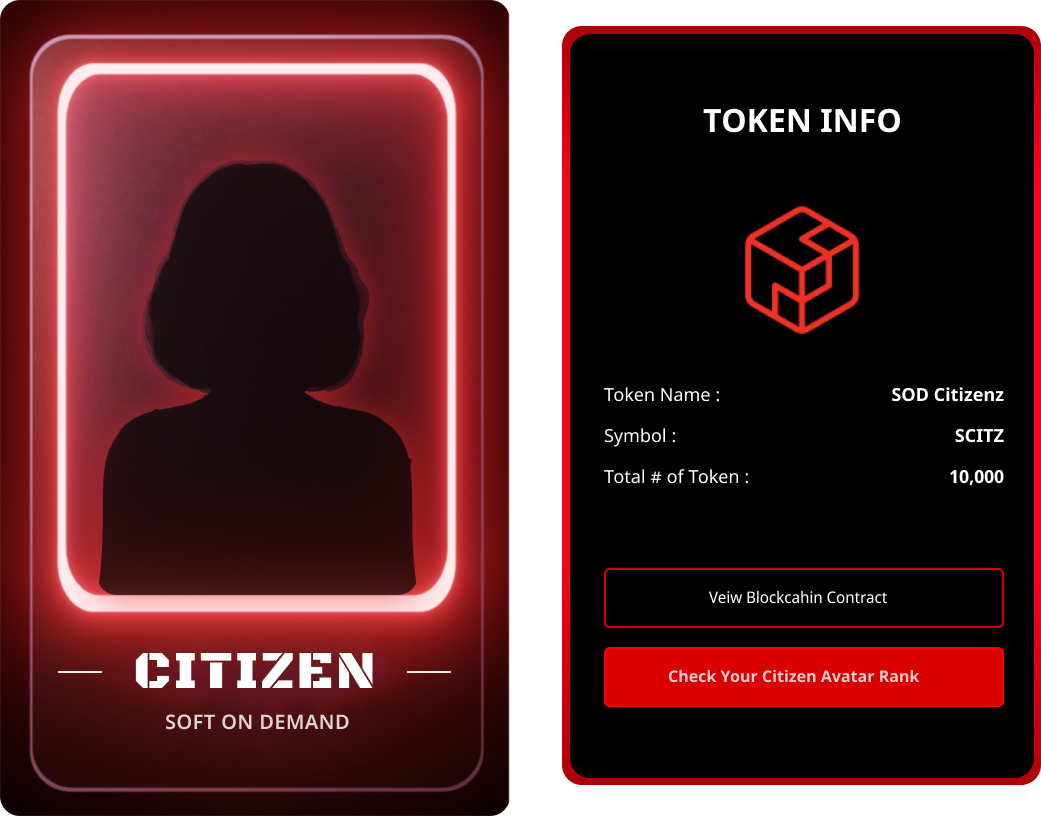 CITIZEN
SOFT ON DEMAND
TOKEN INFO
Token Name : SOD Citizenz
Symbol : SCITZ
Total # of Token : 10,000
Veiw Blockcahin Contract
Check Your Citizen Avatar Rank